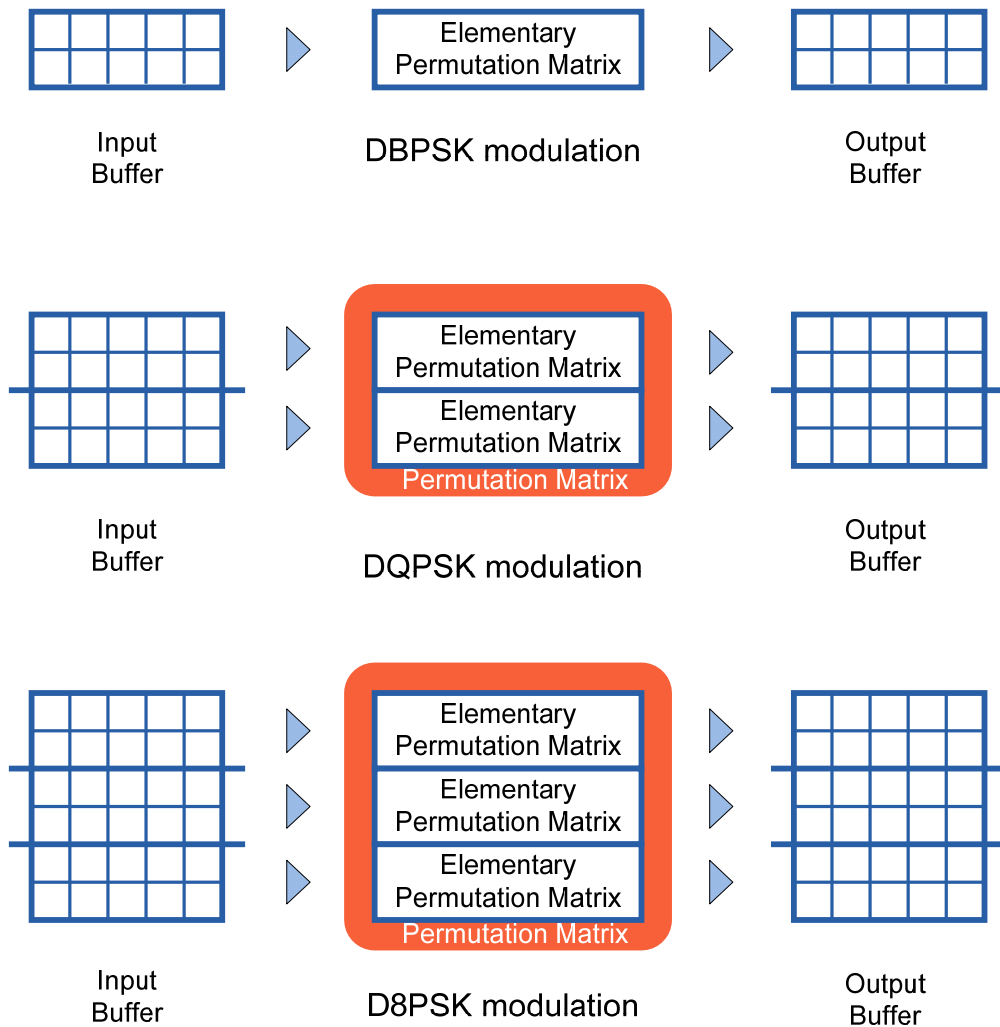 Elementary
Permutation Matrix
Input
Buffer
DBPSK modulation
Output
Buffer
Elementary
Permutation Matrix
Elementary
Permutation Matrix
Permutation Matrix
Input
Buffer
DQPSK modulation
Output
Buffer
Elementary
Permutation Matrix
Elementary
Permutation Matrix
Elementary
Permutation Matrix
Permutation Matrix
Input
Buffer
D8PSK modulation
Output
Buffer